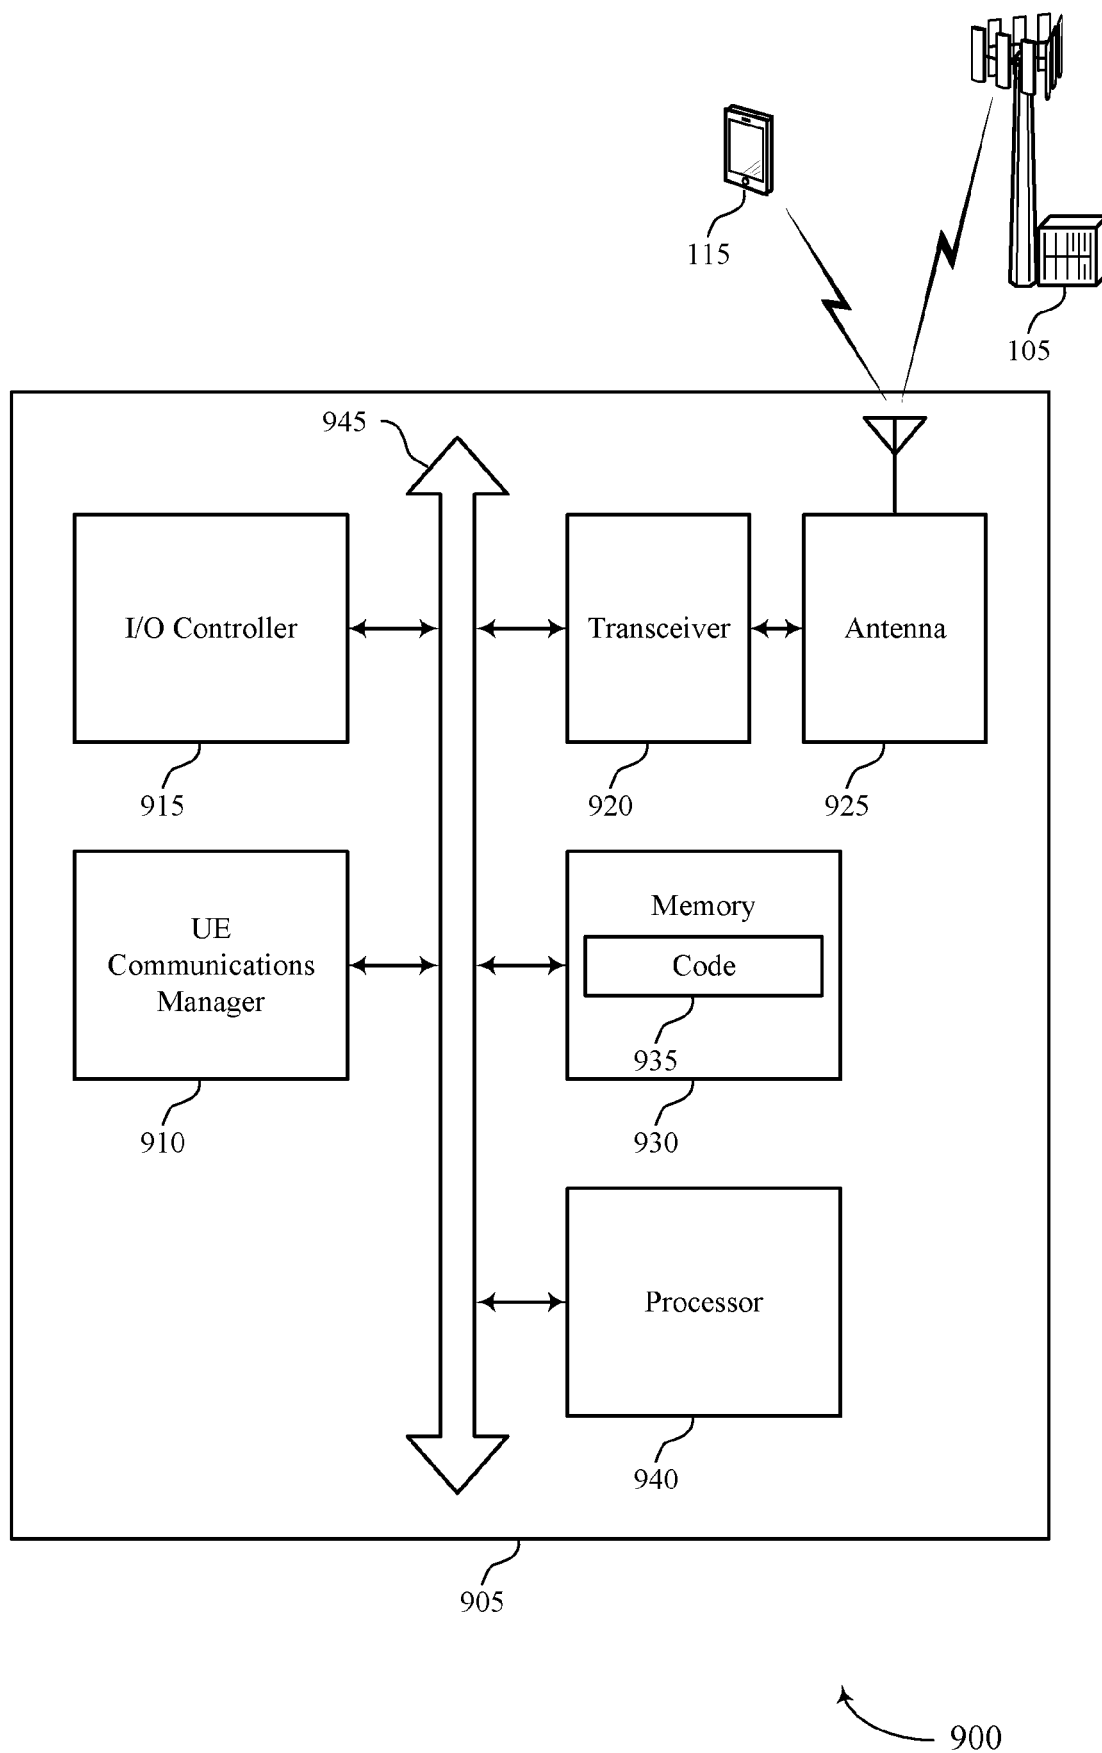 115
105
945
I/O Controller
Transceiver
Antenna
915
920
925
UE
Communications
Manager
Memory
Code
935
910
930
Processor
940
905
900